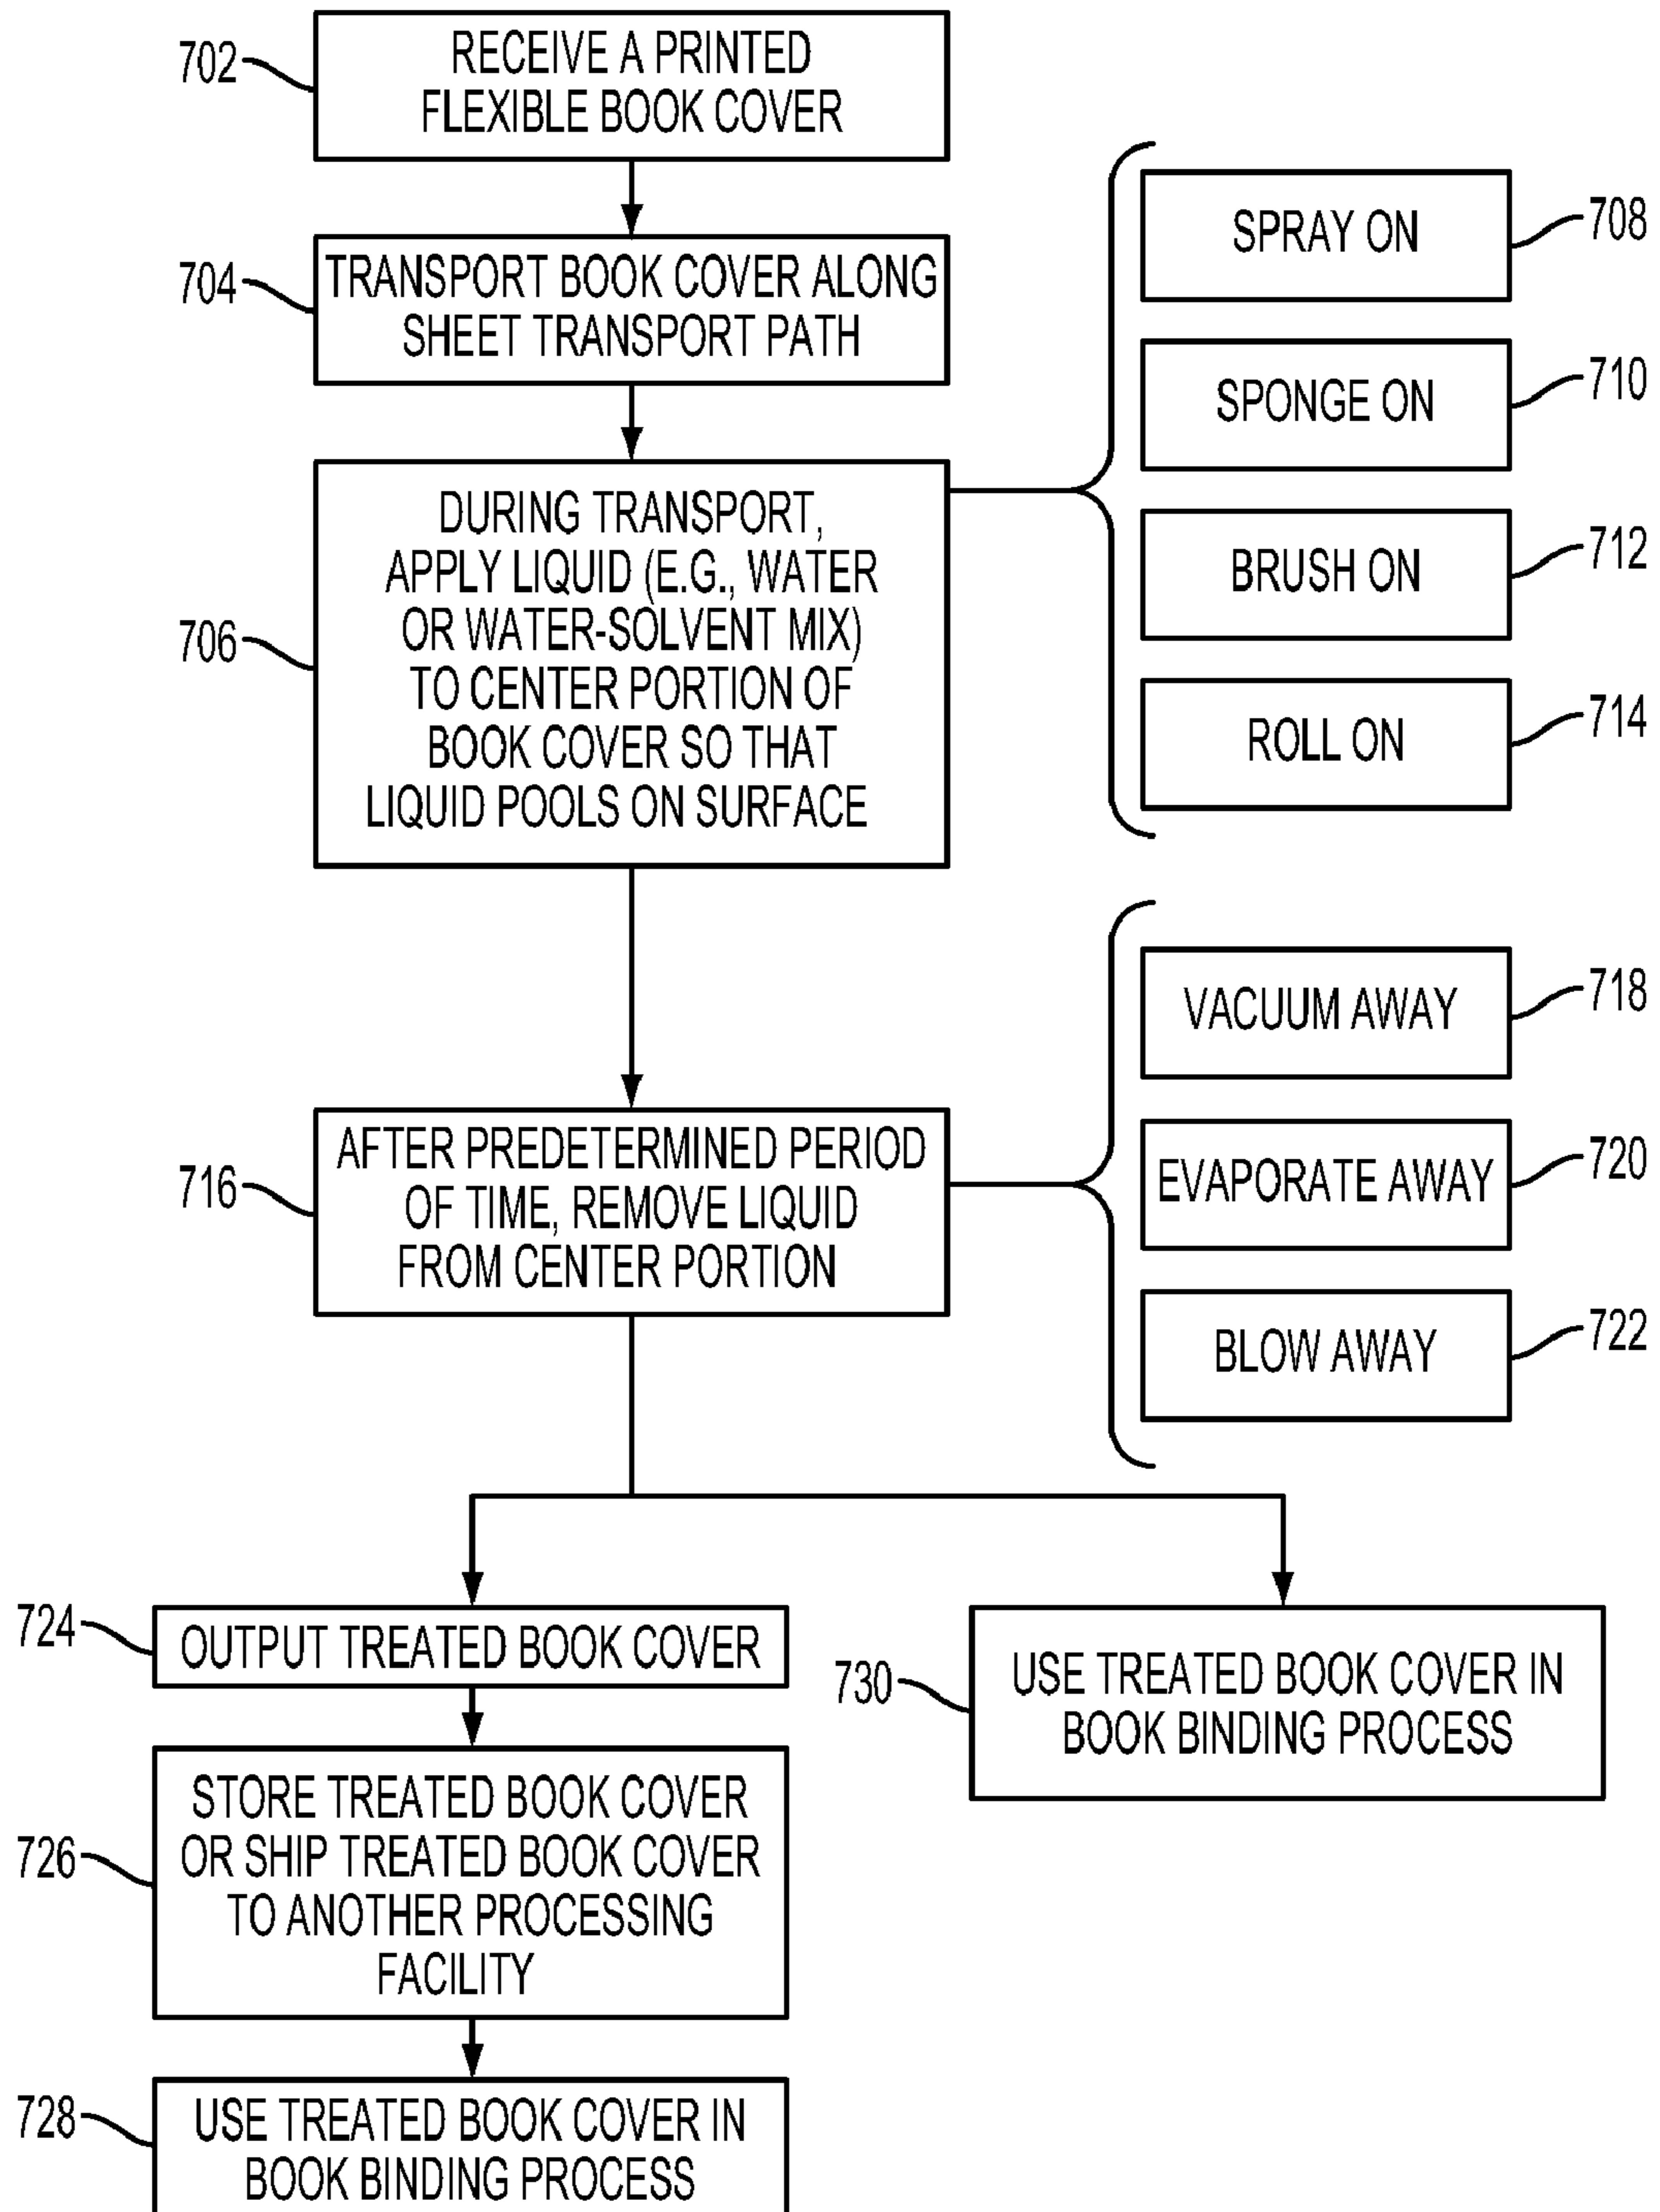 702
RECEIVE A PRINTED
FLEXIBLE BOOK COVER
704
TRANSPORT BOOK COVER ALONG
SHEET TRANSPORT PATH
706
DURING TRANSPORT,
APPLY LIQUID (E.G., WATER
OR WATER-SOLVENT MIX)
TO CENTER PORTION OF
BOOK COVER SO THAT
LIQUID POOLS ON SURFACE
SPRAY ON
708
SPONGE ON
710
BRUSH ON
712
ROLL ON
714
716
AFTER PREDETERMINED PERIOD
OF TIME, REMOVE LIQUID
FROM CENTER PORTION
VACUUM AWAY
718
EVAPORATE AWAY
720
BLOW AWAY
722
724
OUTPUT TREATED BOOK COVER
726
STORE TREATED BOOK COVER
OR SHIP TREATED BOOK COVER
TO ANOTHER PROCESSING
FACILITY
728
USE TREATED BOOK COVER IN
BOOK BINDING PROCESS
730
USE TREATED BOOK COVER IN
BOOK BINDING PROCESS